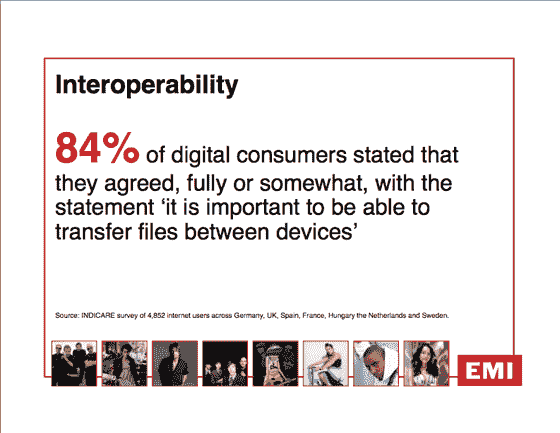 Interoperability
84% of digital consumers stated that
they agreed, fully or somewhat, with the
statement ‘it is important to be able to
transfer files between devices’
Source: INDICARE survey of 4,852 internet users across Germany, UK, Spain, France, Hungary the Netherlands and Sweden.
EMI